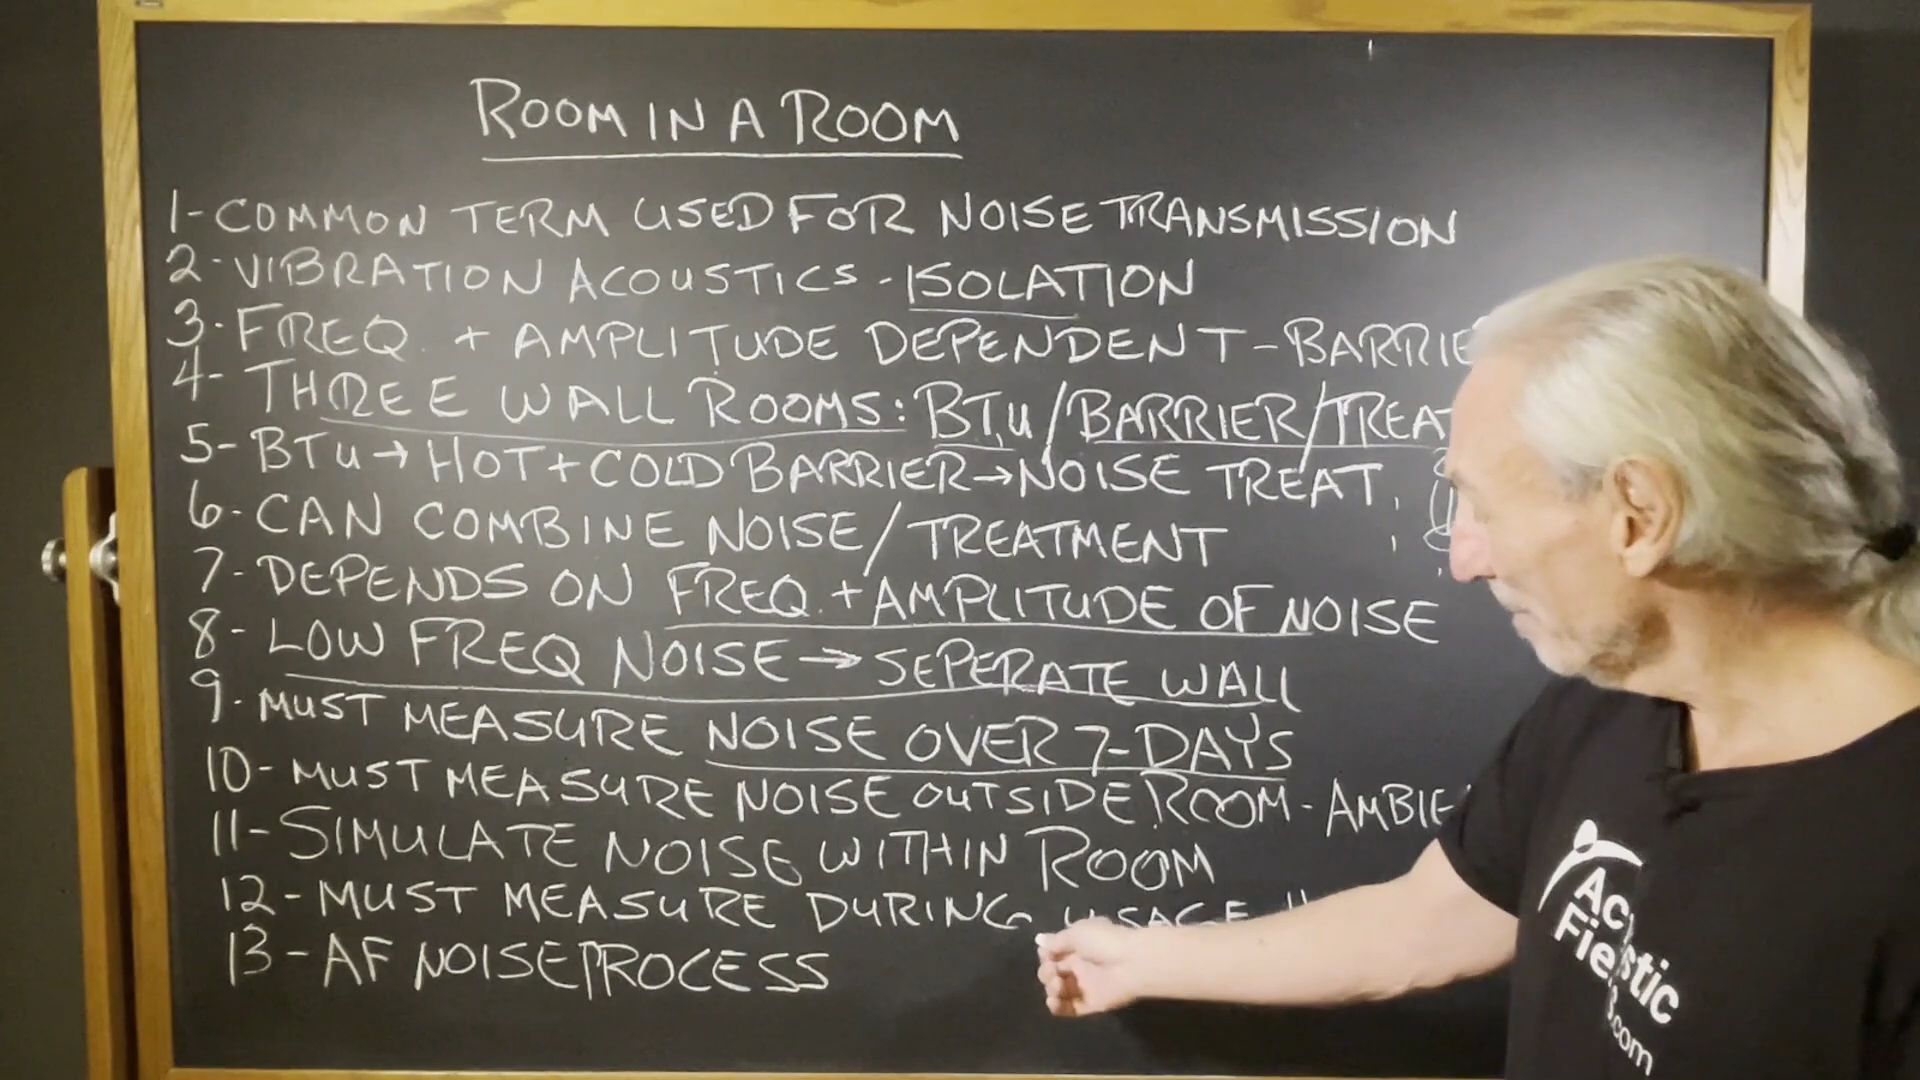 ROOM IN A ROOM
1- COMMON TERM USED FOR NOISE TRANSMISSION
2- VIBRATION ACOUSTICS - ISOLATION
3- FREQ. + AMPLITUDE DEPENDENT - BARRIE
4- THREE WALL ROOMS: BTU/BARRIER/TREAT
5- BTU → HOT + COLD BARRIER → NOISE TREAT.
6- CAN COMBINE NOISE/TREATMENT
7- DEPENDS ON FREQ. + AMPLITUDE OF NOISE
8- LOW FREQ NOISE → SEPERATE WALL
9- MUST MEASURE NOISE OVER 7-DAYS
10- MUST MEASURE NOISE OUTSIDE ROOM - AMBIE
11- SIMULATE NOISE WITHIN ROOM
12- MUST MEASURE DURING USAGE
13- AF NOISE PROCESS
Acoustic
Fields.com